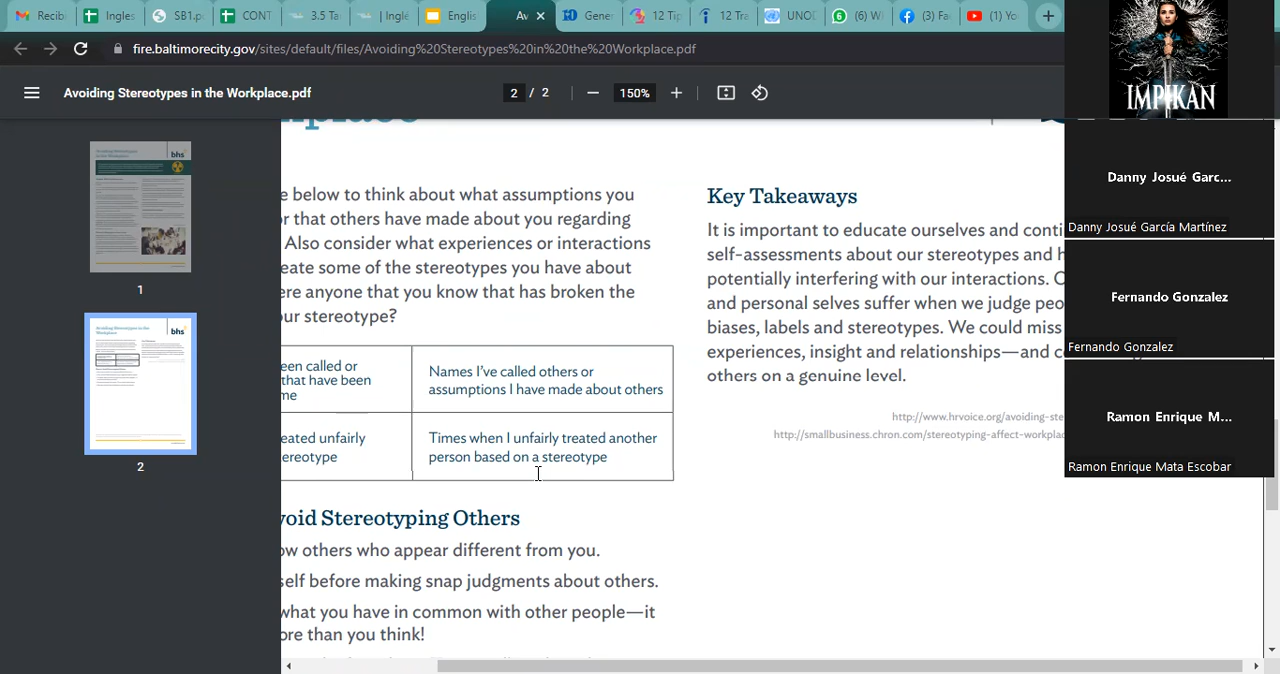 Recib
Ingles
SB1.p
CONT
3.5 Ta
Ingl
Englis
Av
Gener
12 Tip
12 Tra
UNOD
(6) W
(3) Fa
(1) Yo
fire.baltimorecity.gov/sites/default/files/Avoiding%20Stereotypes%20in%20the%20Workplace.pdf
Avoiding Stereotypes in the Workplace.pdf
2 / 2
150%
IMPIKAN
bhs
1
bhs
2
e below to think about what assumptions you
r that others have made about you regarding
Also consider what experiences or interactions
eate some of the stereotypes you have about
ere anyone that you know that has broken the
our stereotype?
een called or
that have been
me
Names I've called others or
assumptions I have made about others
eated unfairly
ereotype
Times when I unfairly treated another
person based on a stereotype
void Stereotyping Others
ow others who appear different from you.
self before making snap judgments about others.
what you have in common with other people—it
ore than you think!
Key Takeaways
It is important to educate ourselves and conti
self-assessments about our stereotypes and h
potentially interfering with our interactions. O
and personal selves suffer when we judge peo
biases, labels and stereotypes. We could miss
experiences, insight and relationships—and c
others on a genuine level.
http://www.hrvoice.org/avoiding-ste
http://smallbusiness.chron.com/stereotyping-affect-workplac
Danny Josué Garc...
Danny Josué García Martínez
Fernando Gonzalez
Fernando Gonzalez
Ramon Enrique M...
Ramon Enrique Mata Escobar